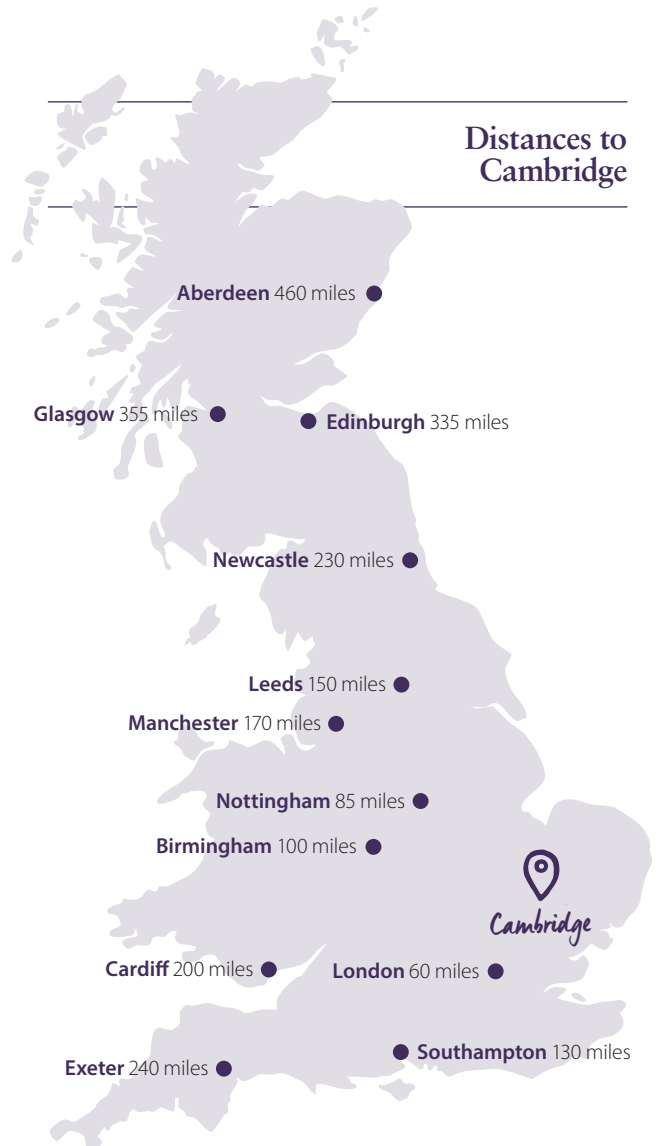 Distances to
Cambridge
Aberdeen 460 miles
Glasgow 355 miles
Edinburgh 335 miles
Newcastle 230 miles
Leeds 150 miles
Manchester 170 miles
Nottingham 85 miles
Birmingham 100 miles
Cambridge
Cardiff 200 miles
London 60 miles
Southampton 130 miles
Exeter 240 miles